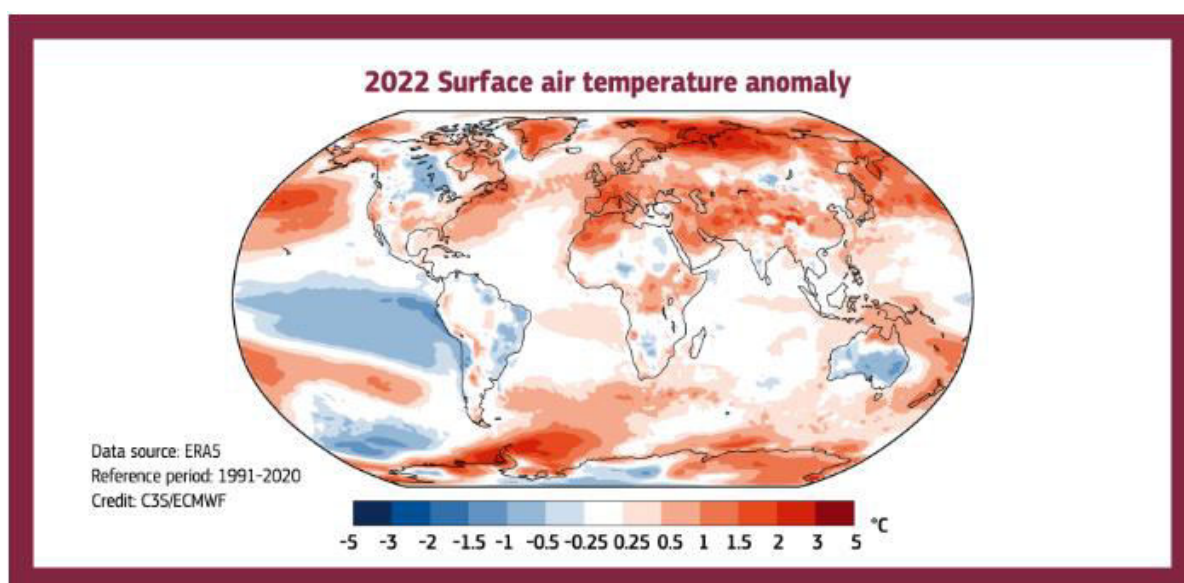 2022 Surface air temperature anomaly
Data source: ERA5
Reference period: 1991-2020
Credit: C3S/ECMWF
-5 -3 -2 -1.5 -1 -0.5 -0.25 0.25 0.5 1 1.5 2 3 5 °C